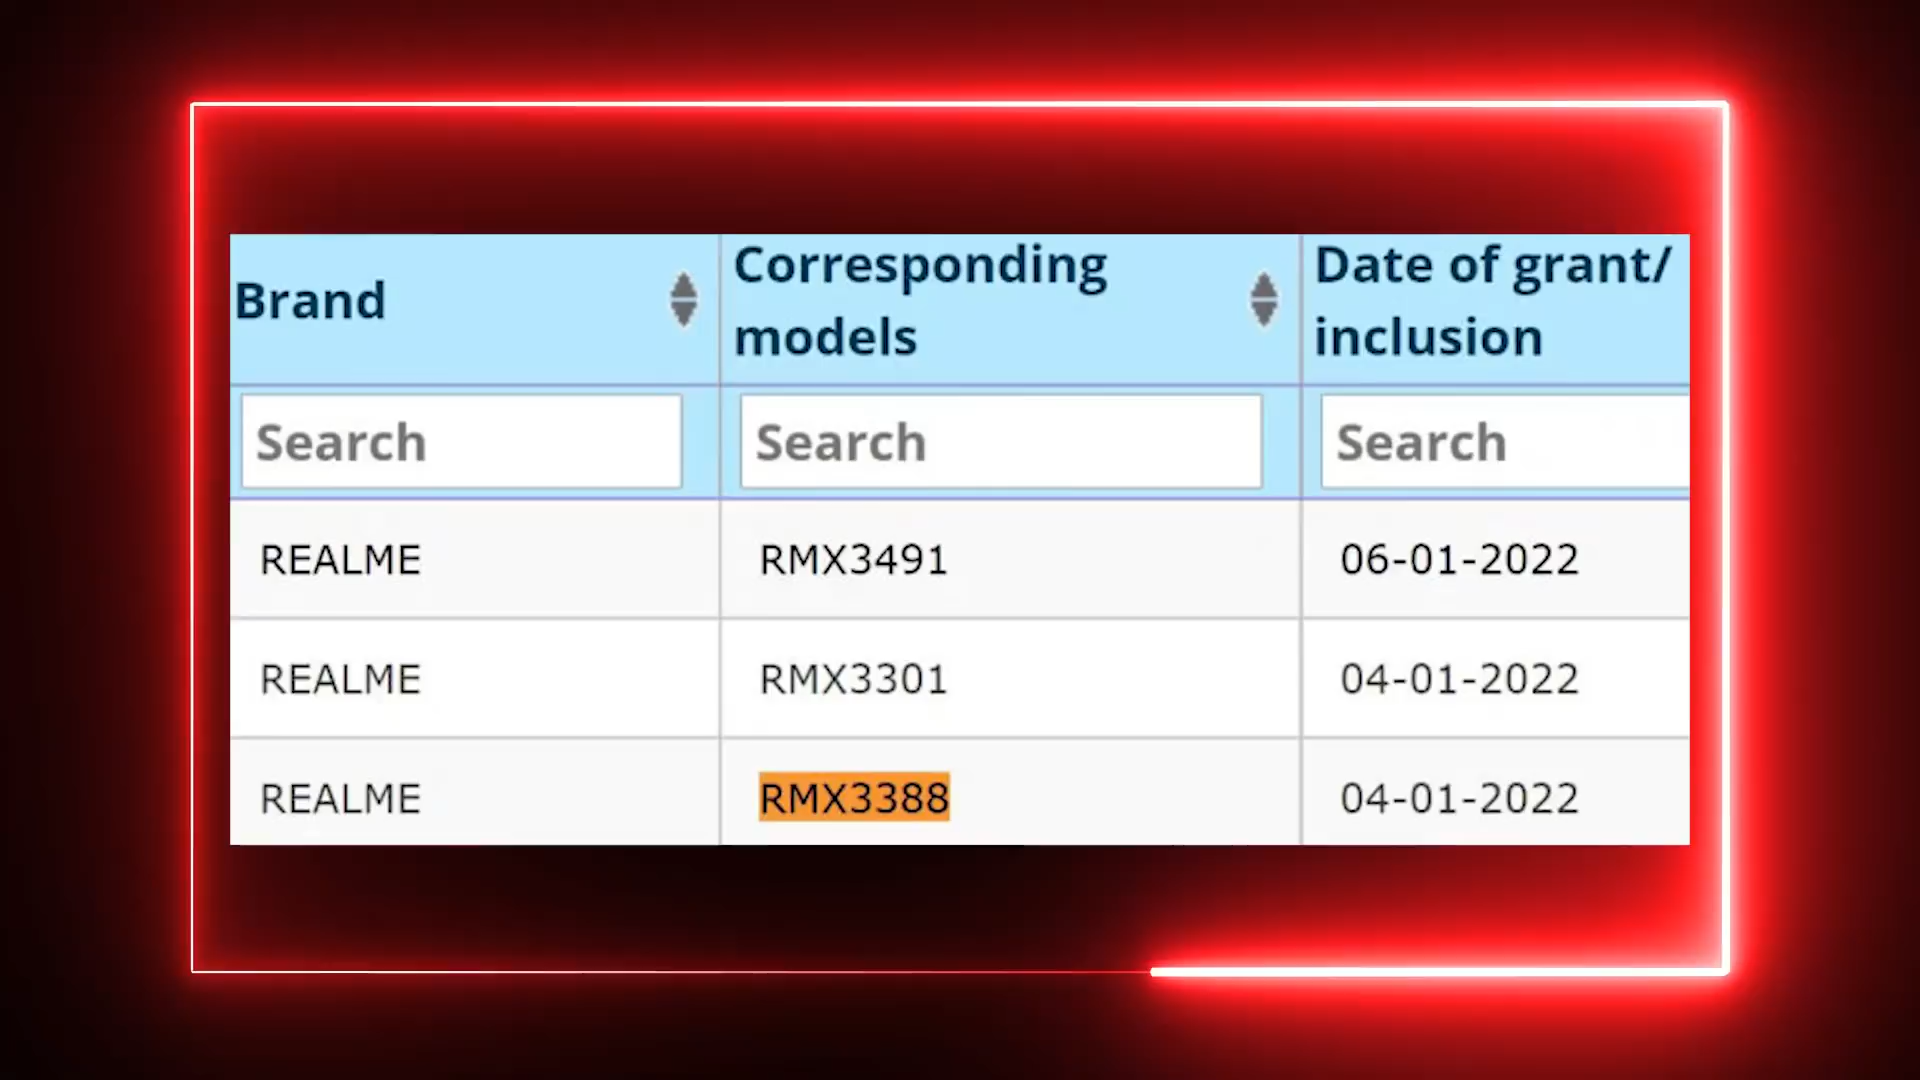 Brand
Corresponding
models
Date of grant/
inclusion
Search
Search
Search
REALME
RMX3491
06-01-2022
REALME
RMX3301
04-01-2022
REALME
RMX3388
04-01-2022